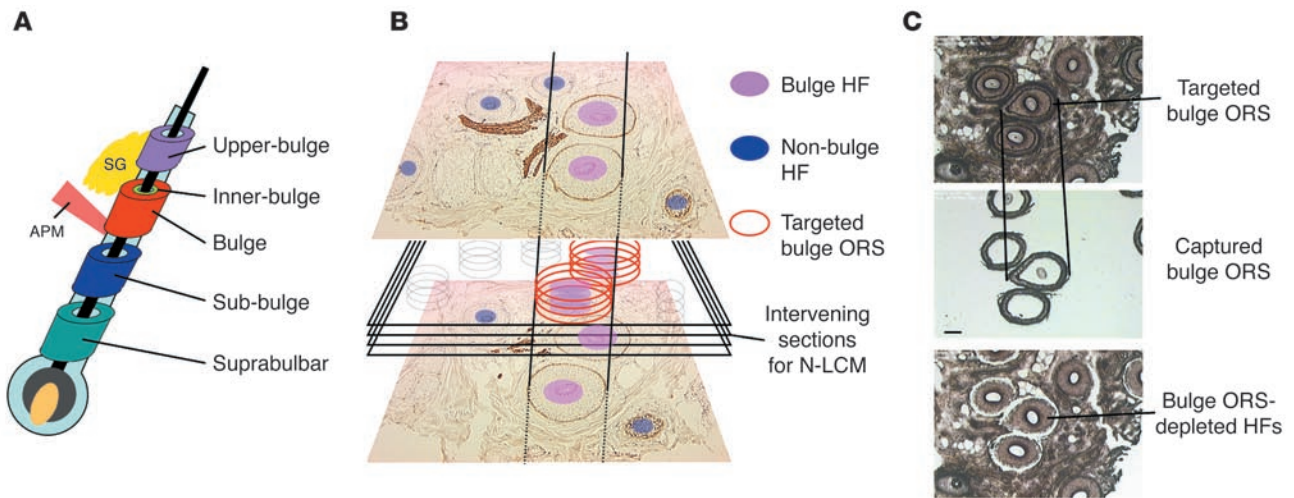 A
SG
APM
Upper-bulge
Inner-bulge
Bulge
Sub-bulge
Suprabulbar
B
Bulge HF
Non-bulge
HF
Targeted
bulge ORS
Intervening
sections
for N-LCM
C
Targeted
bulge ORS
Captured
bulge ORS
Bulge ORS-
depleted HFs